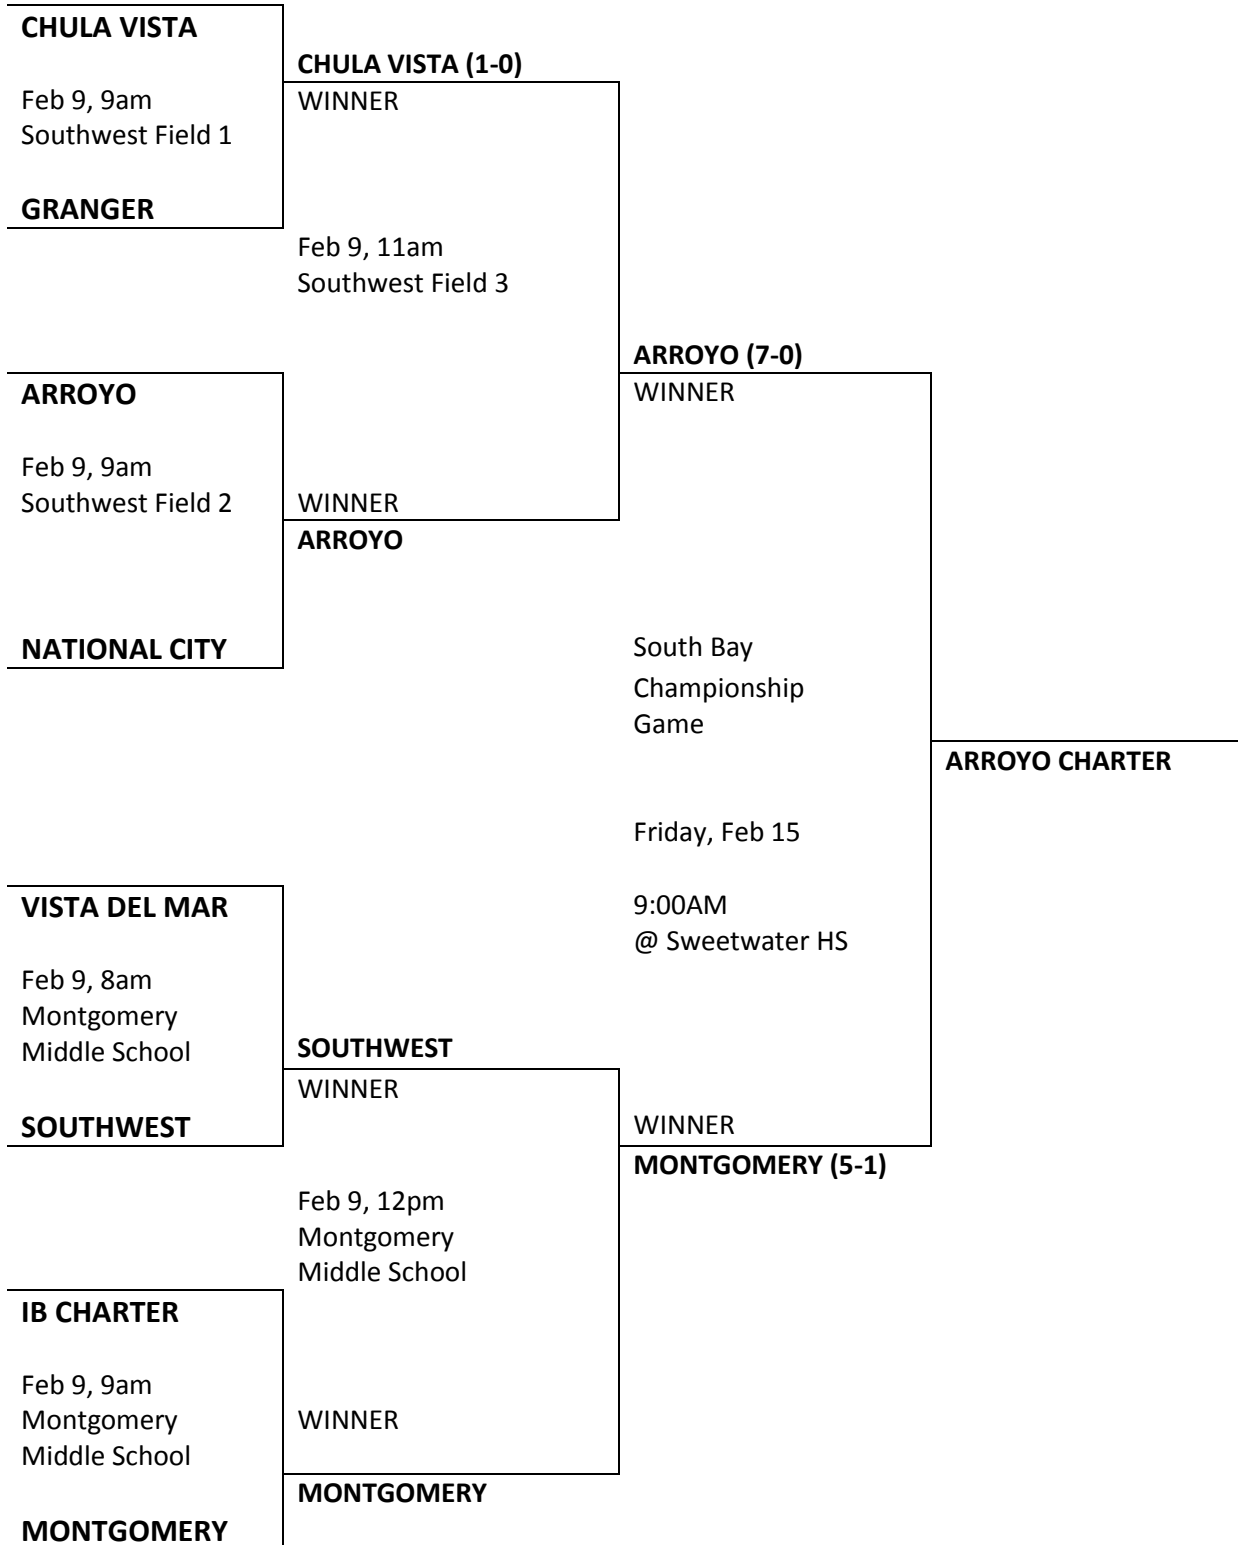 CHULA VISTA
CHULA VISTA (1-0)
Feb 9, 9am
WINNER
Southwest Field 1
GRANGER
Feb 9, 11am
Southwest Field 3
ARROYO (7-0)
ARROYO
WINNER
Feb 9, 9am
Southwest Field 2
WINNER
ARROYO
NATIONAL CITY
South Bay
Championship
Game
ARROYO CHARTER
Friday, Feb 15
VISTA DEL MAR
9:00AM
@ Sweetwater HS
Feb 9, 8am
Montgomery
Middle School
SOUTHWEST
WINNER
SOUTHWEST
WINNER
MONTGOMERY (5-1)
Feb 9, 12pm
Montgomery
Middle School
IB CHARTER
Feb 9, 9am
Montgomery
WINNER
Middle School
MONTGOMERY
MONTGOMERY